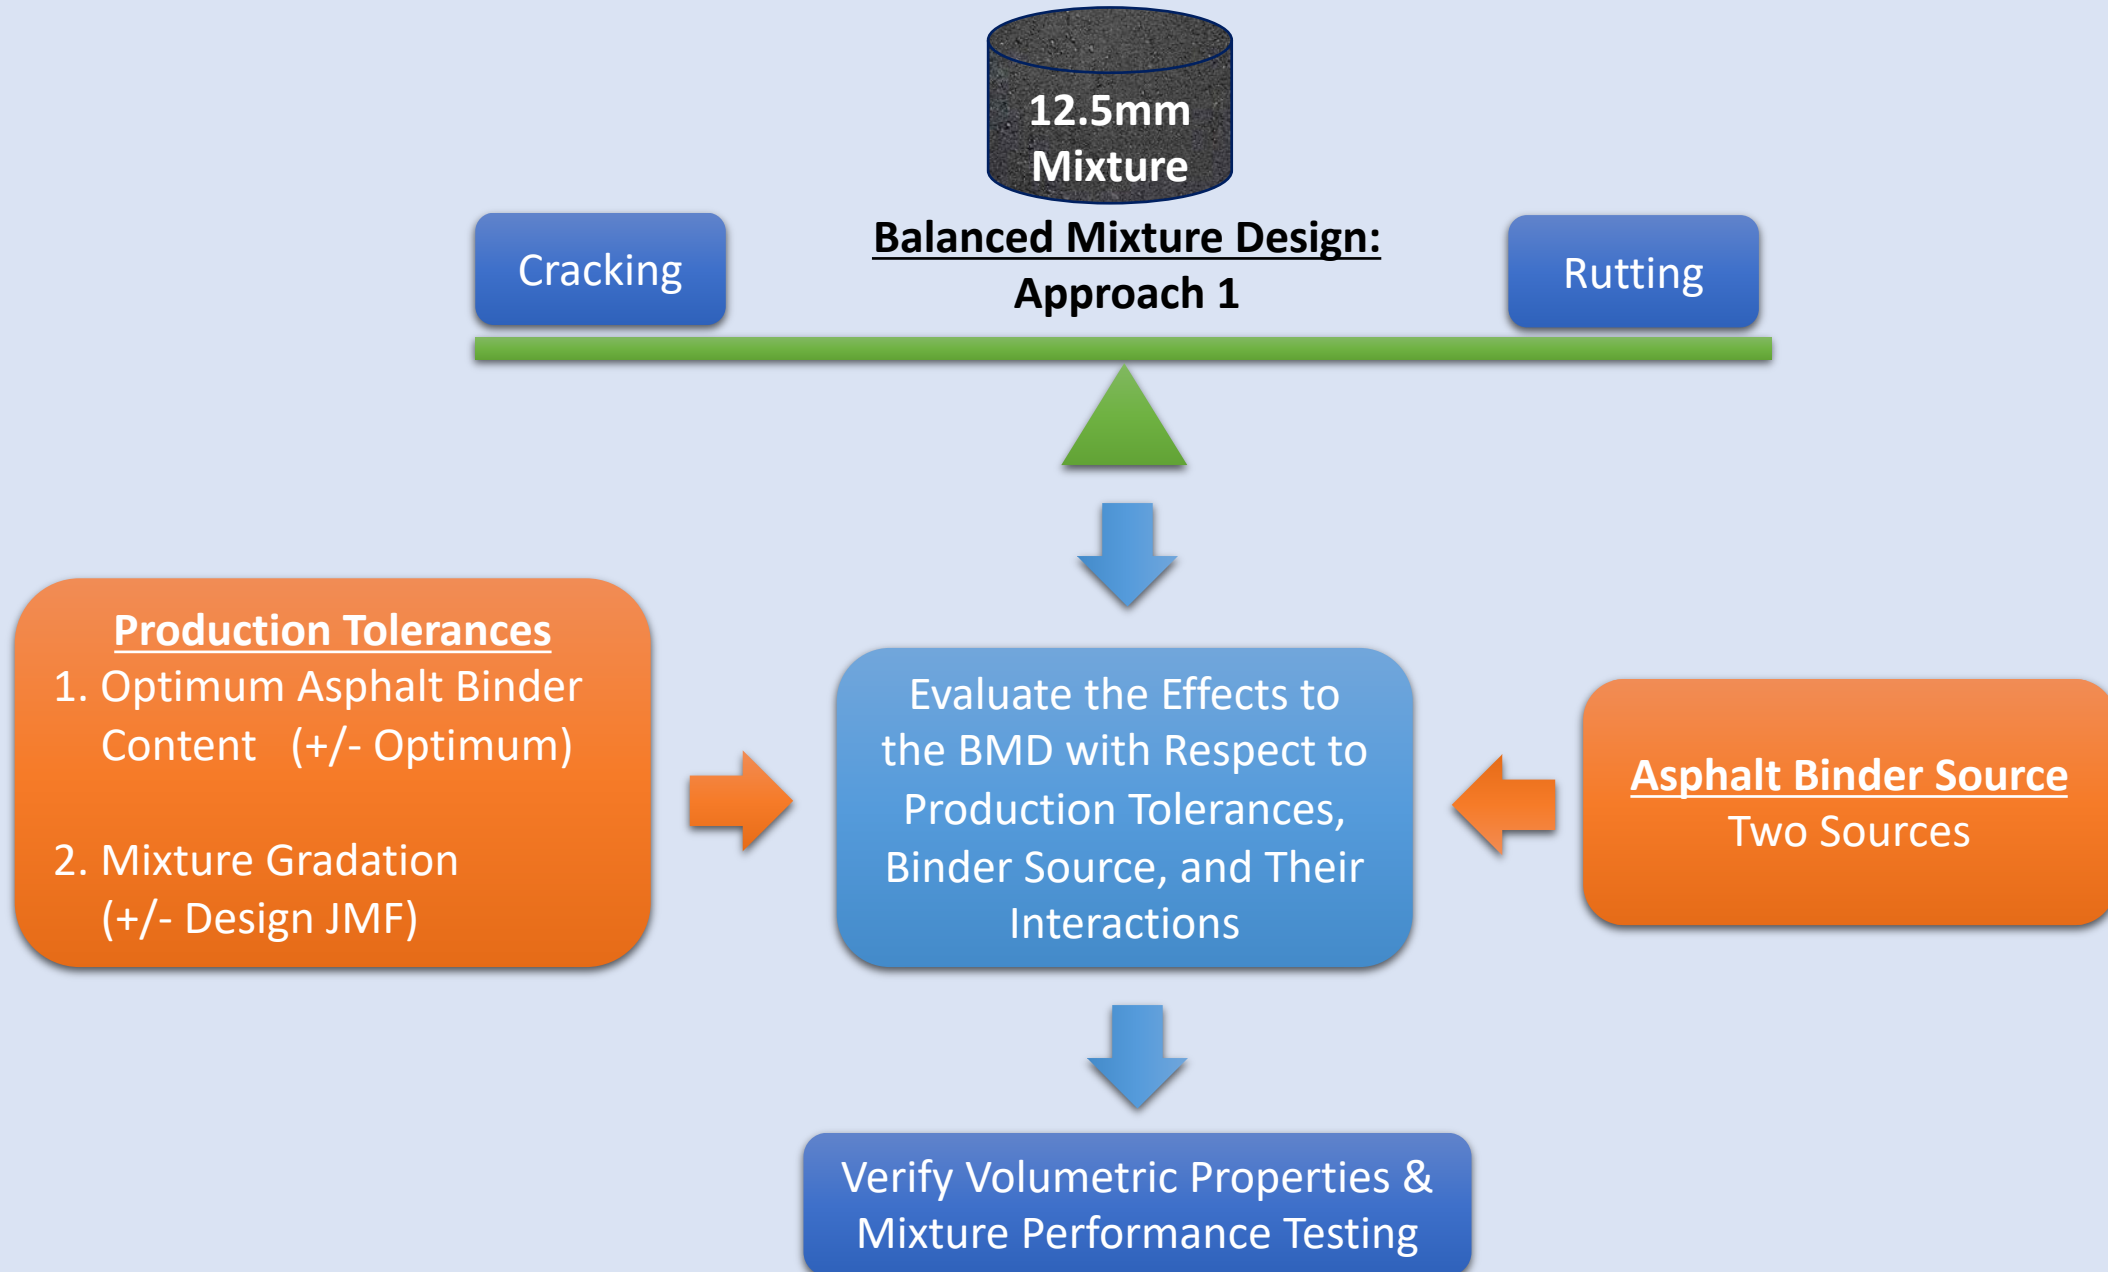 12.5mm
Mixture
Balanced Mixture Design:
Approach 1
Cracking
Rutting
Production Tolerances
1. Optimum Asphalt Binder
Content (+/- Optimum)
2. Mixture Gradation
(+/- Design JMF)
Evaluate the Effects to
the BMD with Respect to
Production Tolerances,
Binder Source, and Their
Interactions
Asphalt Binder Source
Two Sources
Verify Volumetric Properties &
Mixture Performance Testing